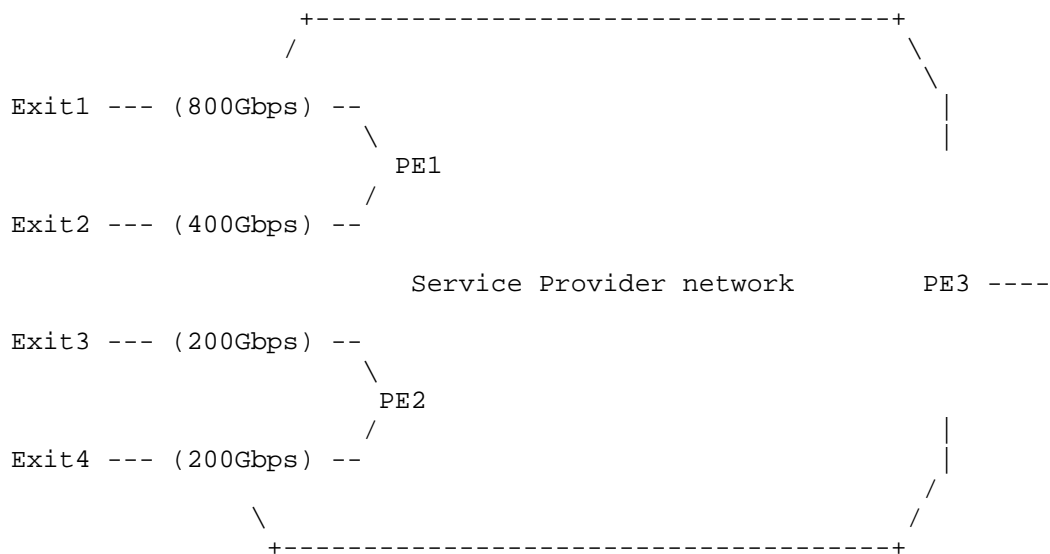 Exit1 --- (800Gbps) --
PE1
Exit2 --- (400Gbps) --
Service Provider network PE3 ----
Exit3 --- (200Gbps) --
PE2
Exit4 --- (200Gbps) --